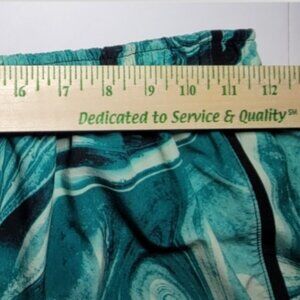 6 7 8 9 10 11 12
Dedicated to Service & Quality℠